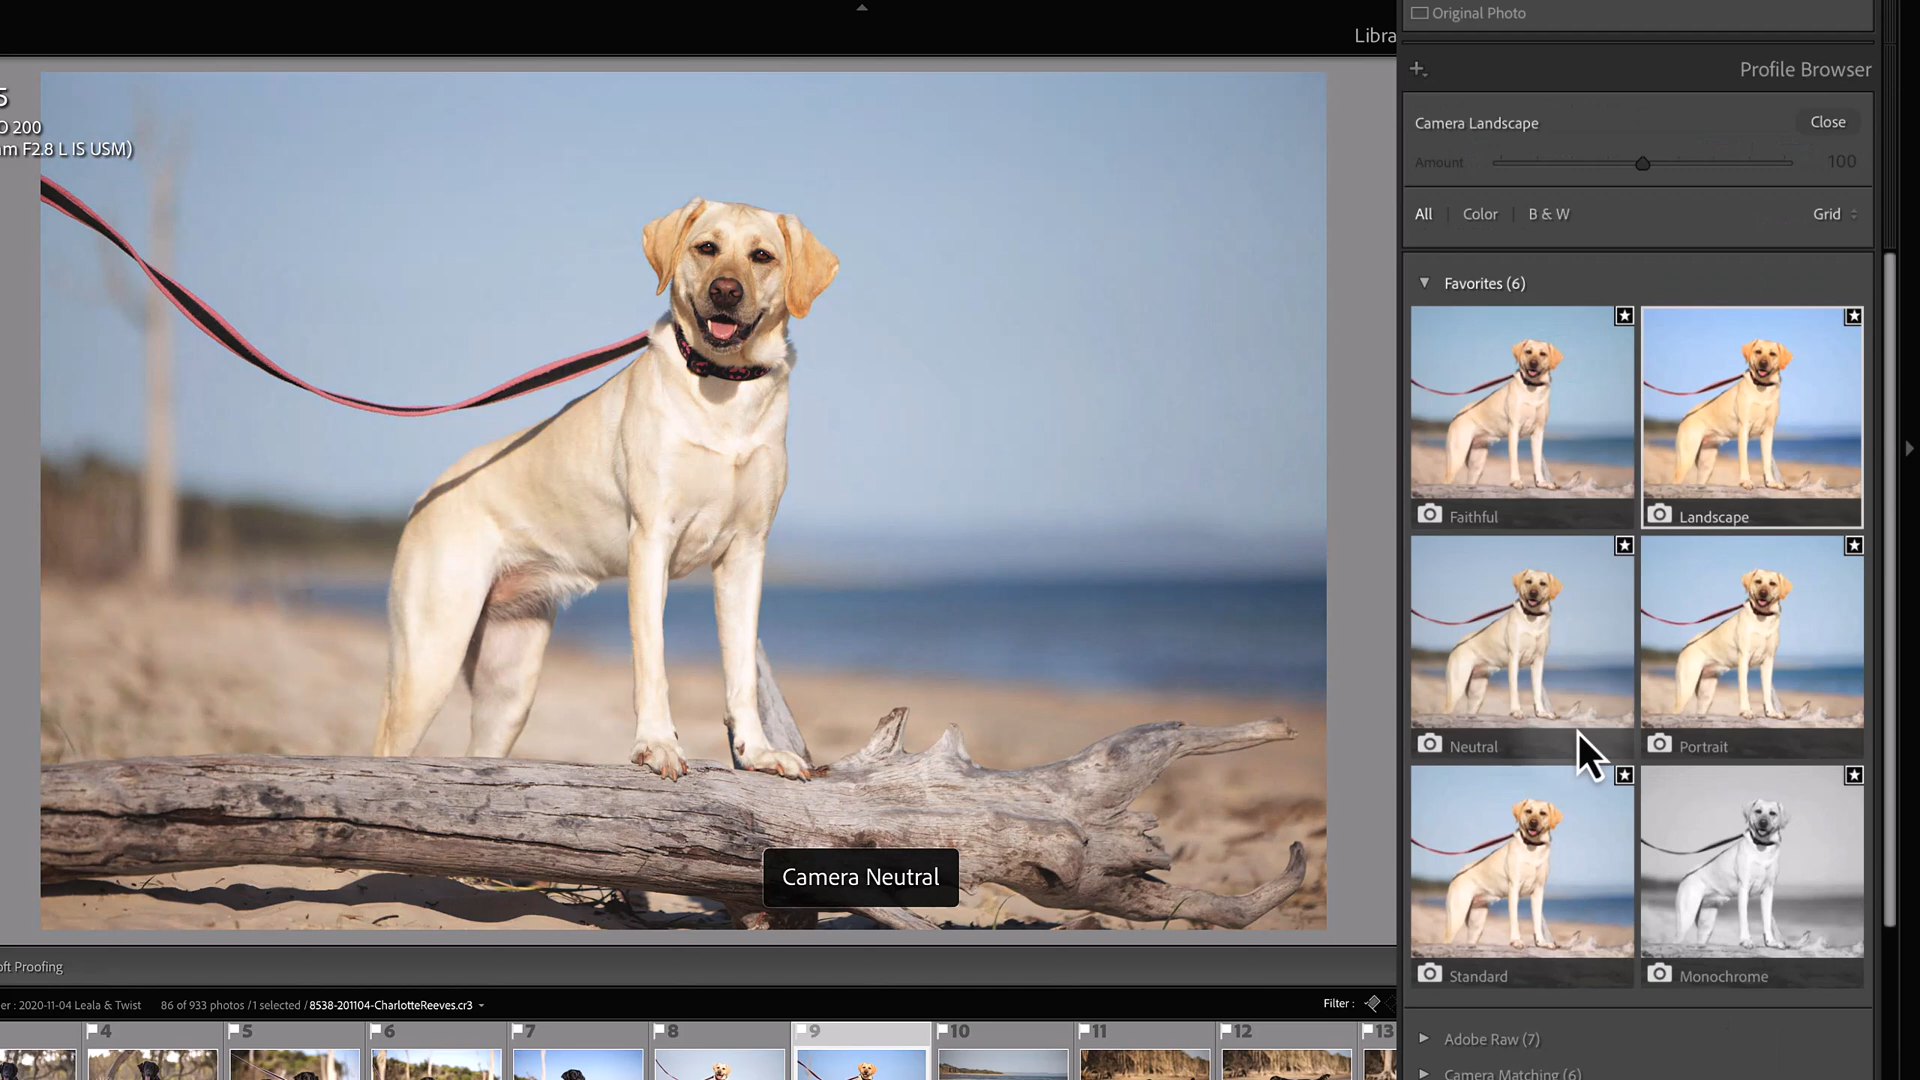 Original Photo
Libra
Profile Browser
5
O 200
m F2.8 L IS USM)
Camera Landscape
Close
Amount
100
All
Color
B & W
Grid
Favorites (6)
Faithful
Landscape
Neutral
Portrait
Camera Neutral
Standard
Monochrome
oft Proofing
er : 2020-11-04 Leala & Twist
86 of 933 photos / 1 selected / 8538-201104-CharlotteReeves.cr3
Filter :
4
5
6
7
8
9
10
11
12
13
Adobe Raw (7)
Camera Matching (6)